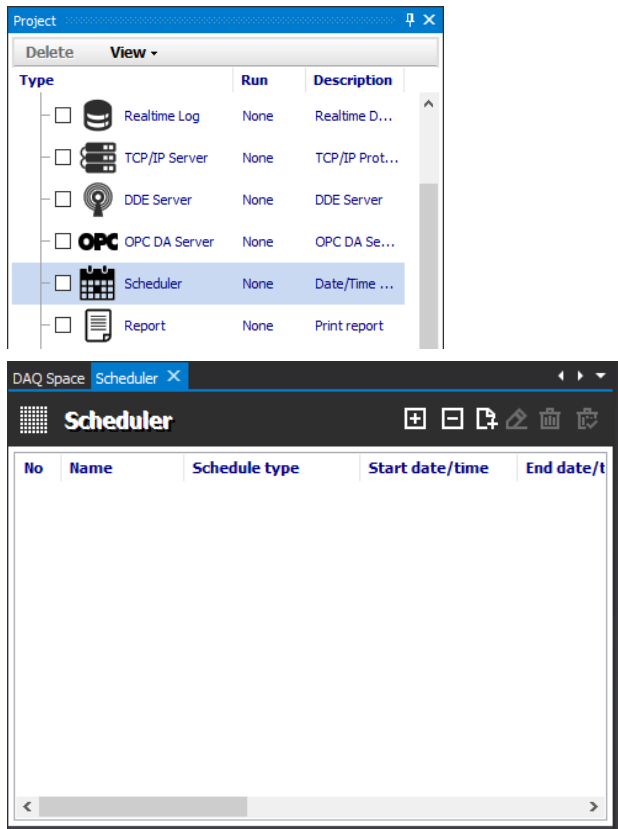 Project
Delete View
Type Run Description
Realtime Log None Realtime D...
TCP/IP Server None TCP/IP Prot...
DDE Server None DDE Server
OPC OPC DA Server None OPC DA Se...
Scheduler None Date/Time ...
Report None Print report
DAQ Space Scheduler
Scheduler
No Name Schedule type Start date/time End date/t